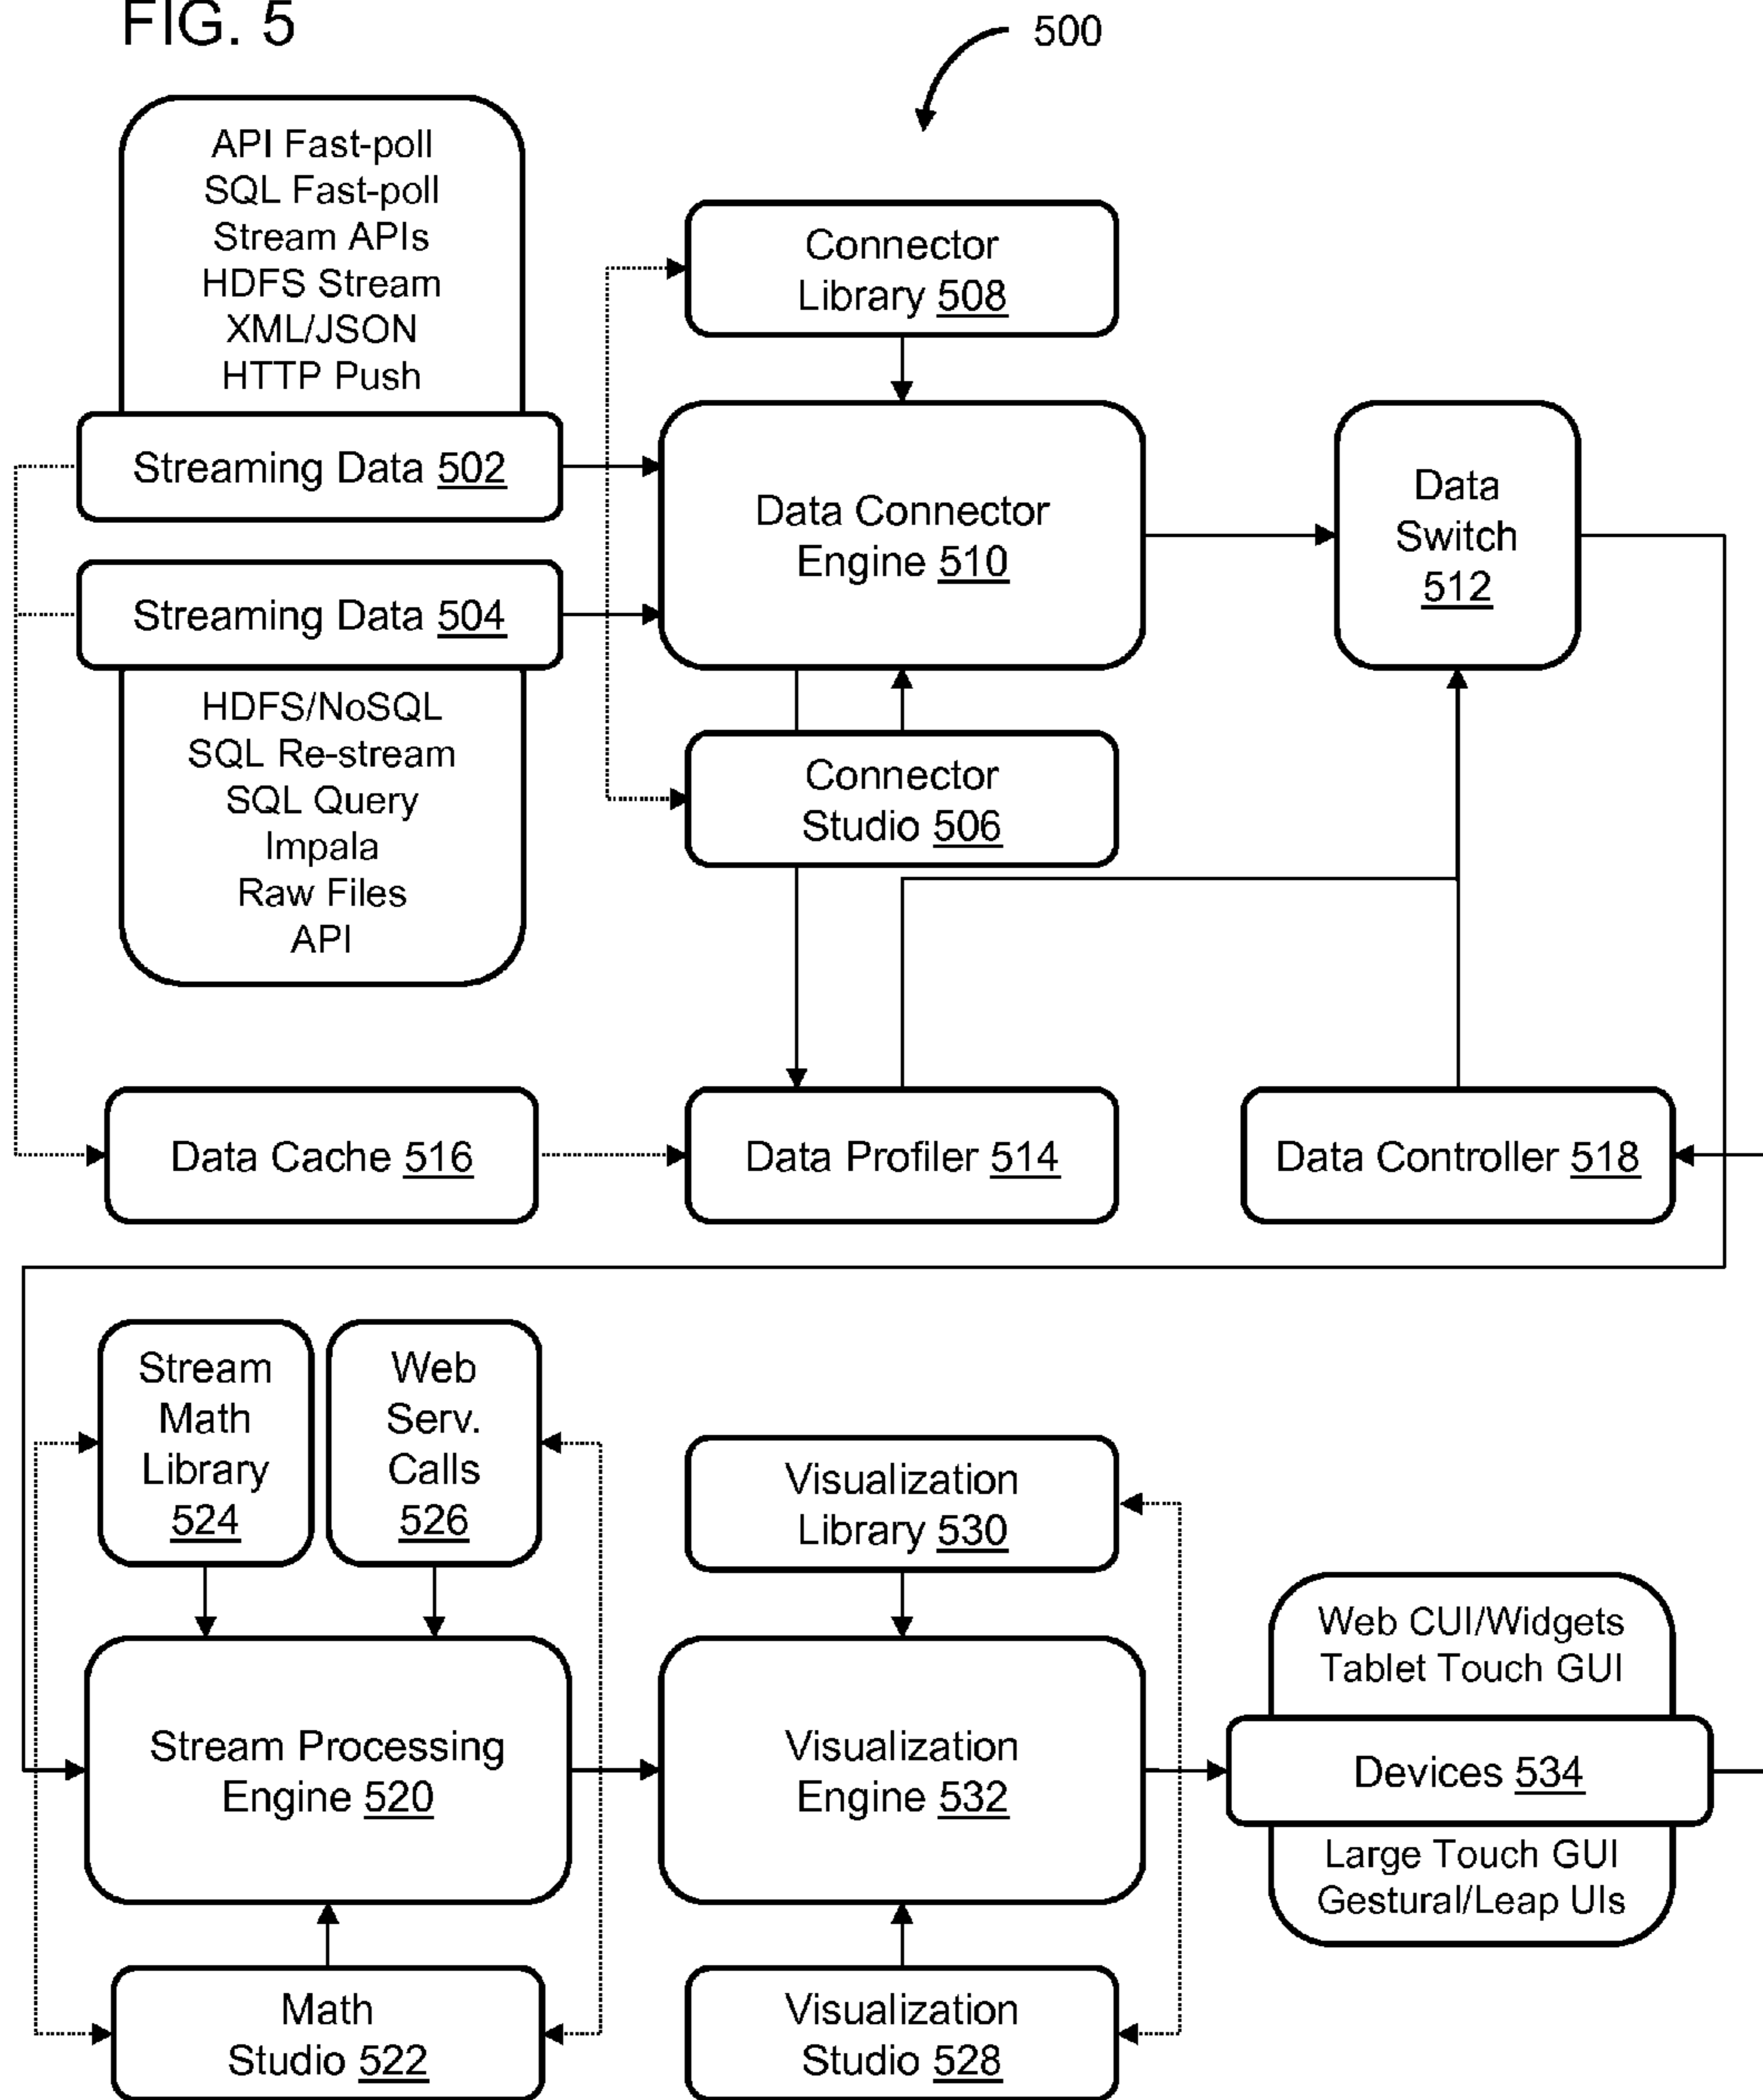 FIG. 5
500
API Fast-poll
SQL Fast-poll
Stream APIs
HDFS Stream
XML/JSON
HTTP Push
Streaming Data 502
Streaming Data 504
HDFS/NoSQL
SQL Re-stream
SQL Query
Impala
Raw Files
API
Connector
Library 508
Data Connector
Engine 510
Connector
Studio 506
Data
Switch
512
Data Cache 516
Data Profiler 514
Data Controller 518
Stream
Math
Library
524
Web
Serv.
Calls
526
Stream Processing
Engine 520
Math
Studio 522
Visualization
Library 530
Visualization
Engine 532
Visualization
Studio 528
Web CUI/Widgets
Tablet Touch GUI
Devices 534
Large Touch GUI
Gestural/Leap UIs